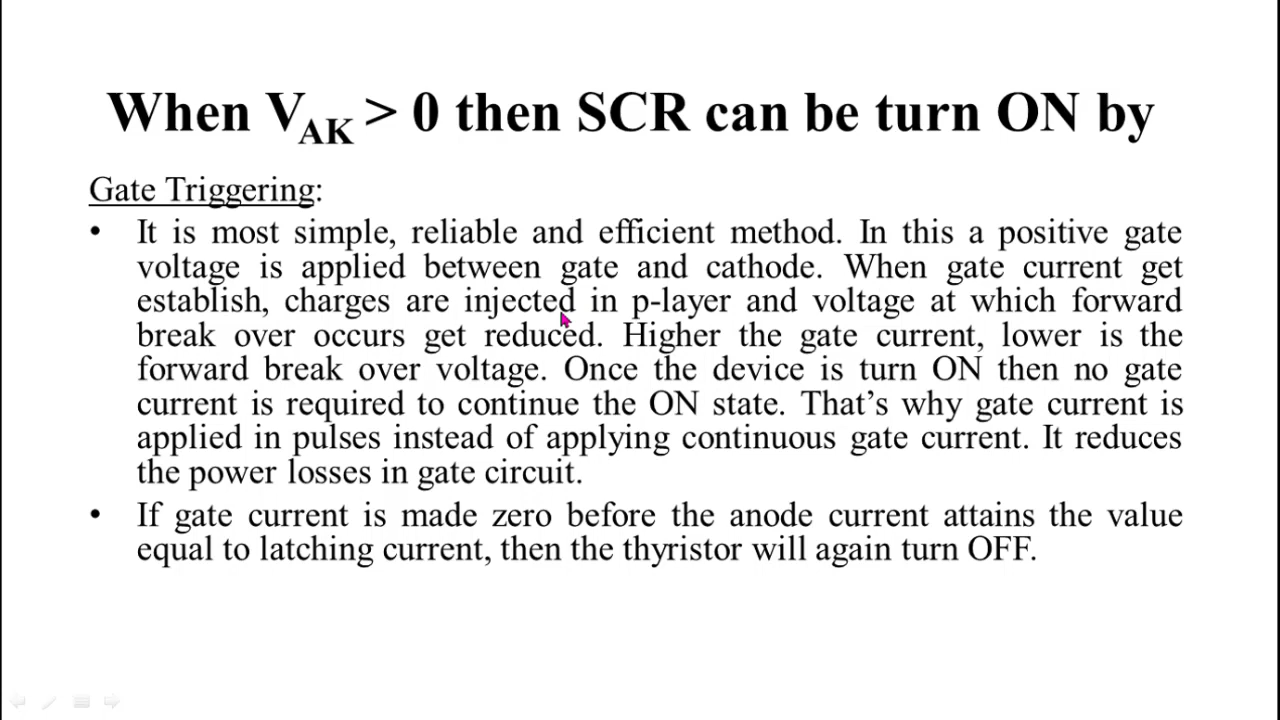 When V_AK > 0 then SCR can be turn ON by
Gate Triggering:
• It is most simple, reliable and efficient method. In this a positive gate
voltage is applied between gate and cathode. When gate current get
establish, charges are injected in p-layer and voltage at which forward
break over occurs get reduced. Higher the gate current, lower is the
forward break over voltage. Once the device is turn ON then no gate
current is required to continue the ON state. That’s why gate current is
applied in pulses instead of applying continuous gate current. It reduces
the power losses in gate circuit.
• If gate current is made zero before the anode current attains the value
equal to latching current, then the thyristor will again turn OFF.